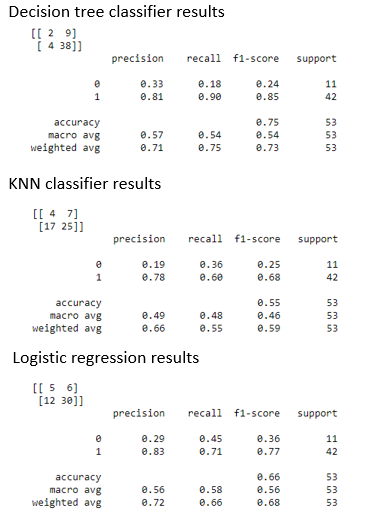 Decision tree classifier results
[[ 2 9]
[ 4 38]]
precision recall f1-score support
0 0.33 0.18 0.24 11
1 0.81 0.90 0.85 42
accuracy 0.75 53
macro avg 0.57 0.54 0.54 53
weighted avg 0.71 0.75 0.73 53
KNN classifier results
[[ 4 7]
[17 25]]
precision recall f1-score support
0 0.19 0.36 0.25 11
1 0.78 0.60 0.68 42
accuracy 0.55 53
macro avg 0.49 0.48 0.46 53
weighted avg 0.66 0.55 0.59 53
Logistic regression results
[[ 5 6]
[12 30]]
precision recall f1-score support
0 0.29 0.45 0.36 11
1 0.83 0.71 0.77 42
accuracy 0.66 53
macro avg 0.56 0.58 0.56 53
weighted avg 0.72 0.66 0.68 53